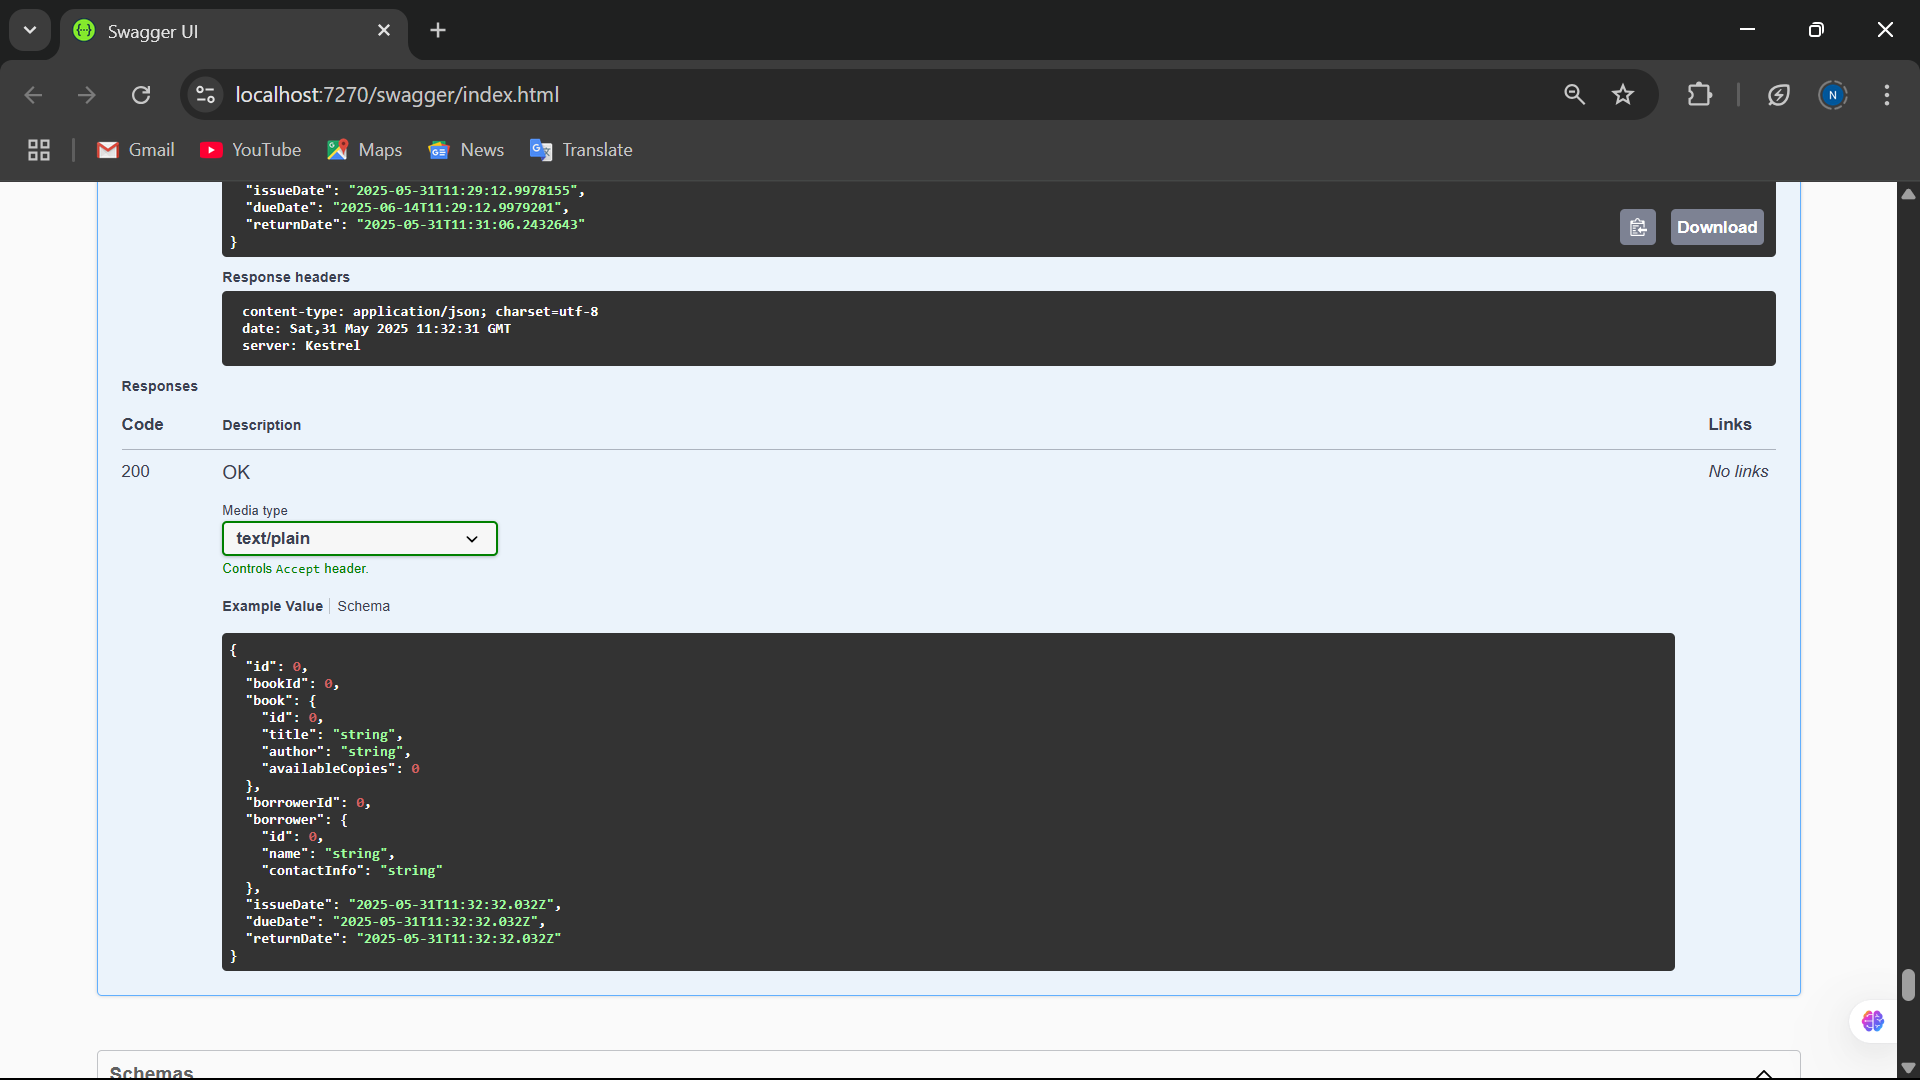 Swagger UI
localhost:7270/swagger/index.html
N
Gmail
YouTube
Maps
News
Translate
"issueDate": "2025-05-31T11:29:12.9978155",
"dueDate": "2025-06-14T11:29:12.9979201",
"returnDate": "2025-05-31T11:31:06.2432643"
}
Download
Response headers
content-type: application/json; charset=utf-8
date: Sat,31 May 2025 11:32:31 GMT
server: Kestrel
Responses
Code Description Links
200 OK No links
Media type
text/plain
Controls Accept header.
Example Value Schema
{
"id": 0,
"bookId": 0,
"book": {
"id": 0,
"title": "string",
"author": "string",
"availableCopies": 0
},
"borrowerId": 0,
"borrower": {
"id": 0,
"name": "string",
"contactInfo": "string"
},
"issueDate": "2025-05-31T11:32:32.032Z",
"dueDate": "2025-05-31T11:32:32.032Z",
"returnDate": "2025-05-31T11:32:32.032Z"
}
Schemas